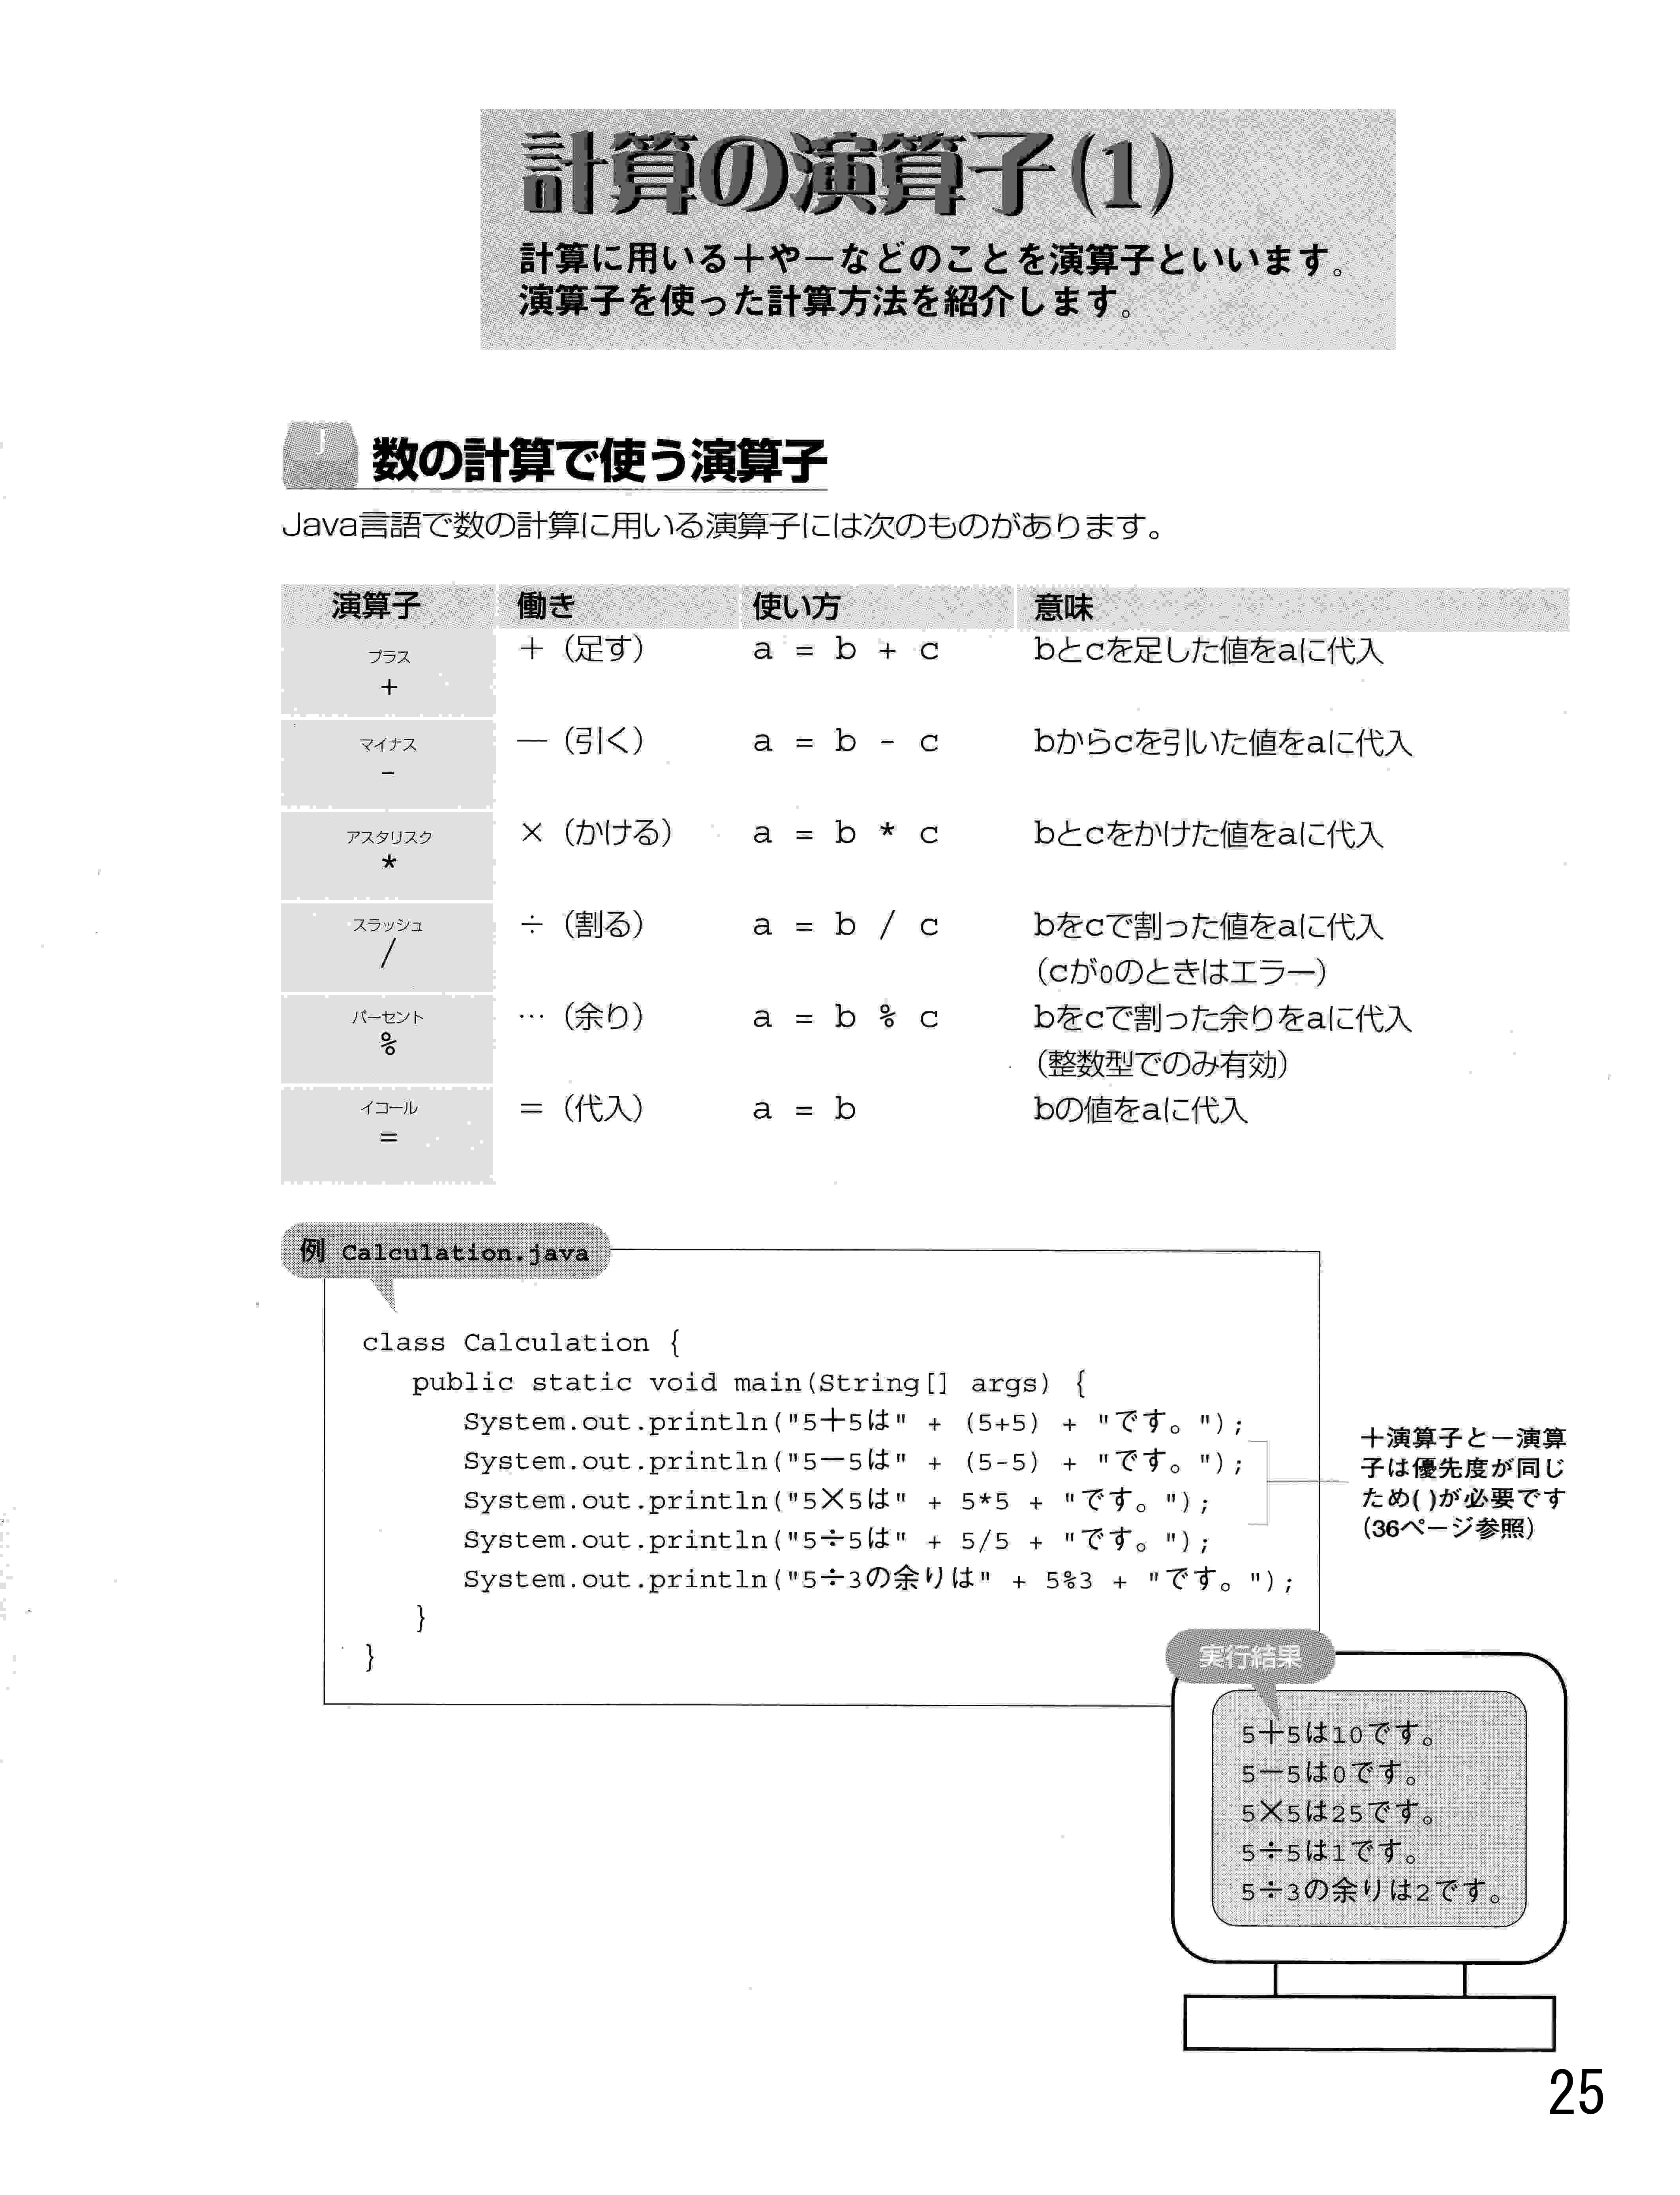 計算の演算子(1)
計算に用いる＋や－などのことを演算子といいます。
演算子を使った計算方法を紹介します。
J
数の計算で使う演算子
Java言語で数の計算に用いる演算子には次のものがあります。
演算子 働き 使い方 意味
プラス
+ ＋（足す） a = b + c bとcを足した値をaに代入
マイナス
- －（引く） a = b - c bからcを引いた値をaに代入
アスタリスク
* ×（かける） a = b * c bとcをかけた値をaに代入
スラッシュ
/ ÷（割る） a = b / c bをcで割った値をaに代入
（cが0のときはエラー）
パーセント
% …（余り） a = b % c bをcで割った余りをaに代入
（整数型でのみ有効）
イコール
= ＝（代入） a = b bの値をaに代入
例 Calculation.java
class Calculation {
public static void main(String[] args) {
System.out.println("5＋5は" + (5+5) + "です。");
System.out.println("5－5は" + (5-5) + "です。");
System.out.println("5×5は" + 5*5 + "です。");
System.out.println("5÷5は" + 5/5 + "です。");
System.out.println("5÷3の余りは" + 5%3 + "です。");
}
}
＋演算子と－演算
子は優先度が同じ
ため( )が必要です
（36ページ参照）
実行結果
5＋5は10です。
5－5は0です。
5×5は25です。
5÷5は1です。
5÷3の余りは2です。
25